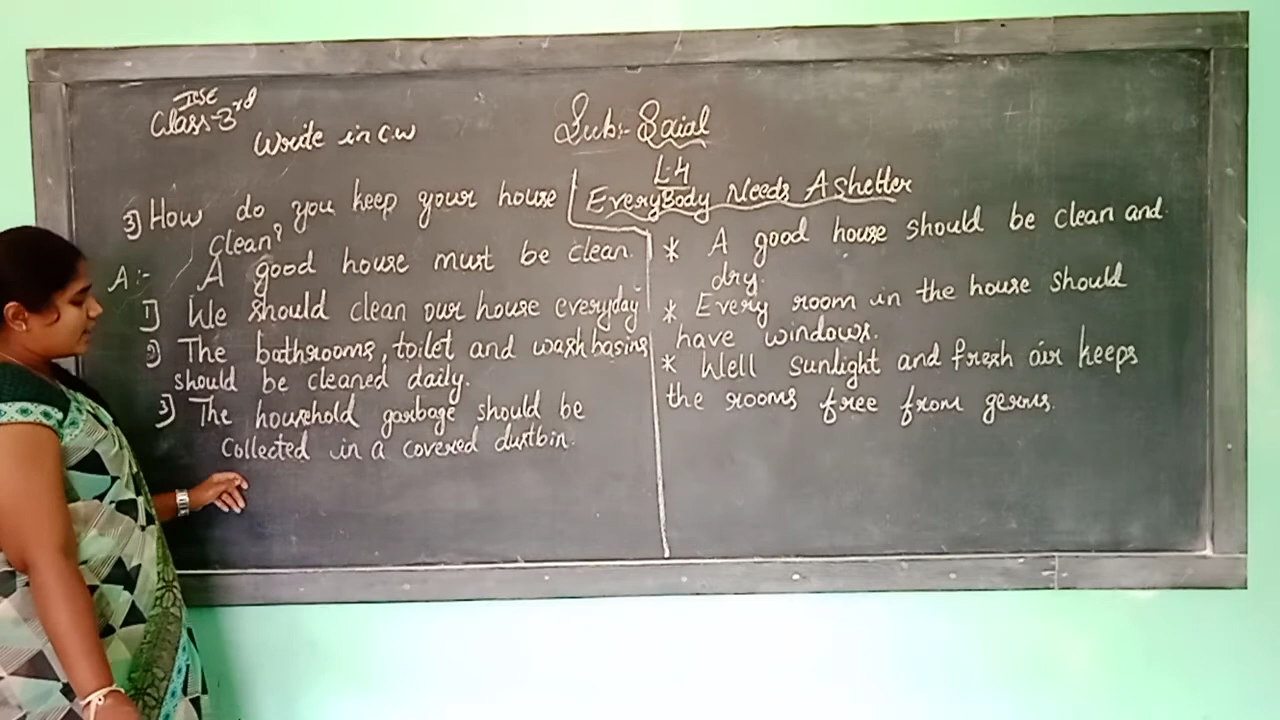 ICSE
Class-3rd
Write in C.W
Sub:- Social
L.4
EveryBody Needs A shelter
3) How do you keep your house
clean?
A:- A good house must be clean.
1) We should clean our house everyday
2) The bathrooms, toilet and wash basins
should be cleaned daily.
3) The household garbage should be
collected in a covered dustbin.
* A good house should be clean and
dry.
* Every room in the house should
have windows.
* Well sunlight and fresh air keeps
the rooms free from germs.